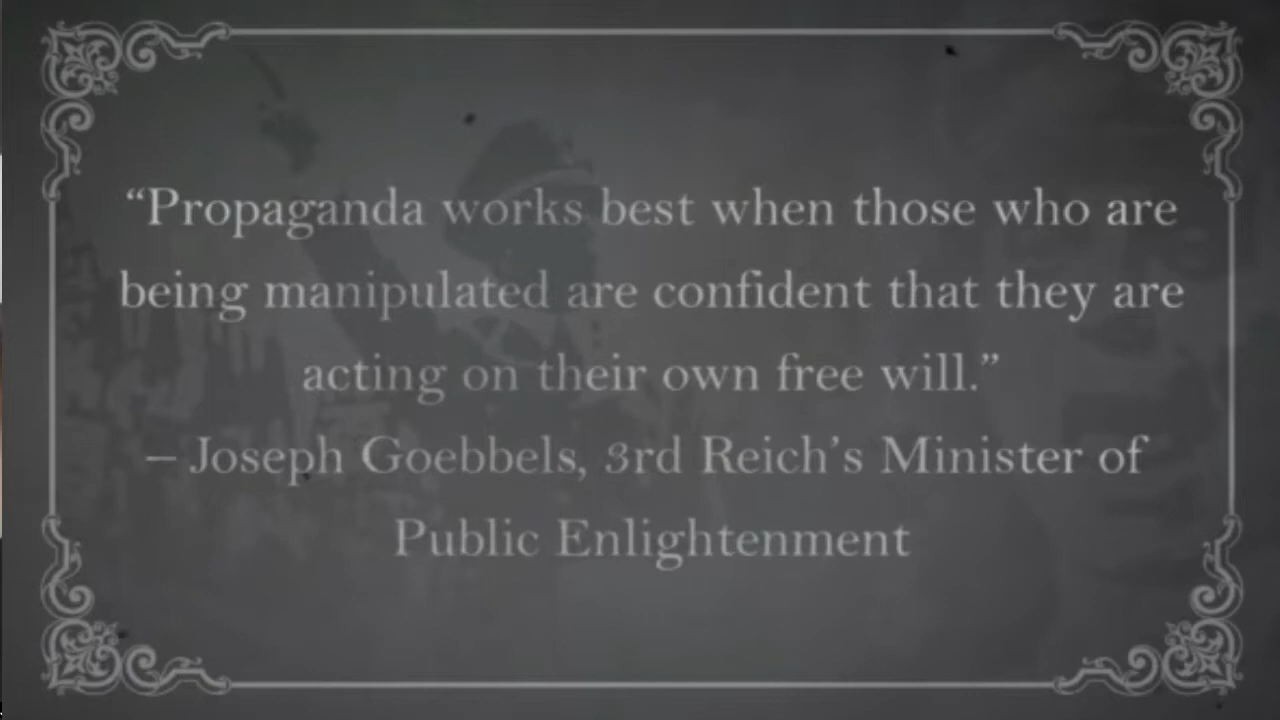 “Propaganda works best when those who are
being manipulated are confident that they are
acting on their own free will.”
– Joseph Goebbels, 3rd Reich’s Minister of
Public Enlightenment